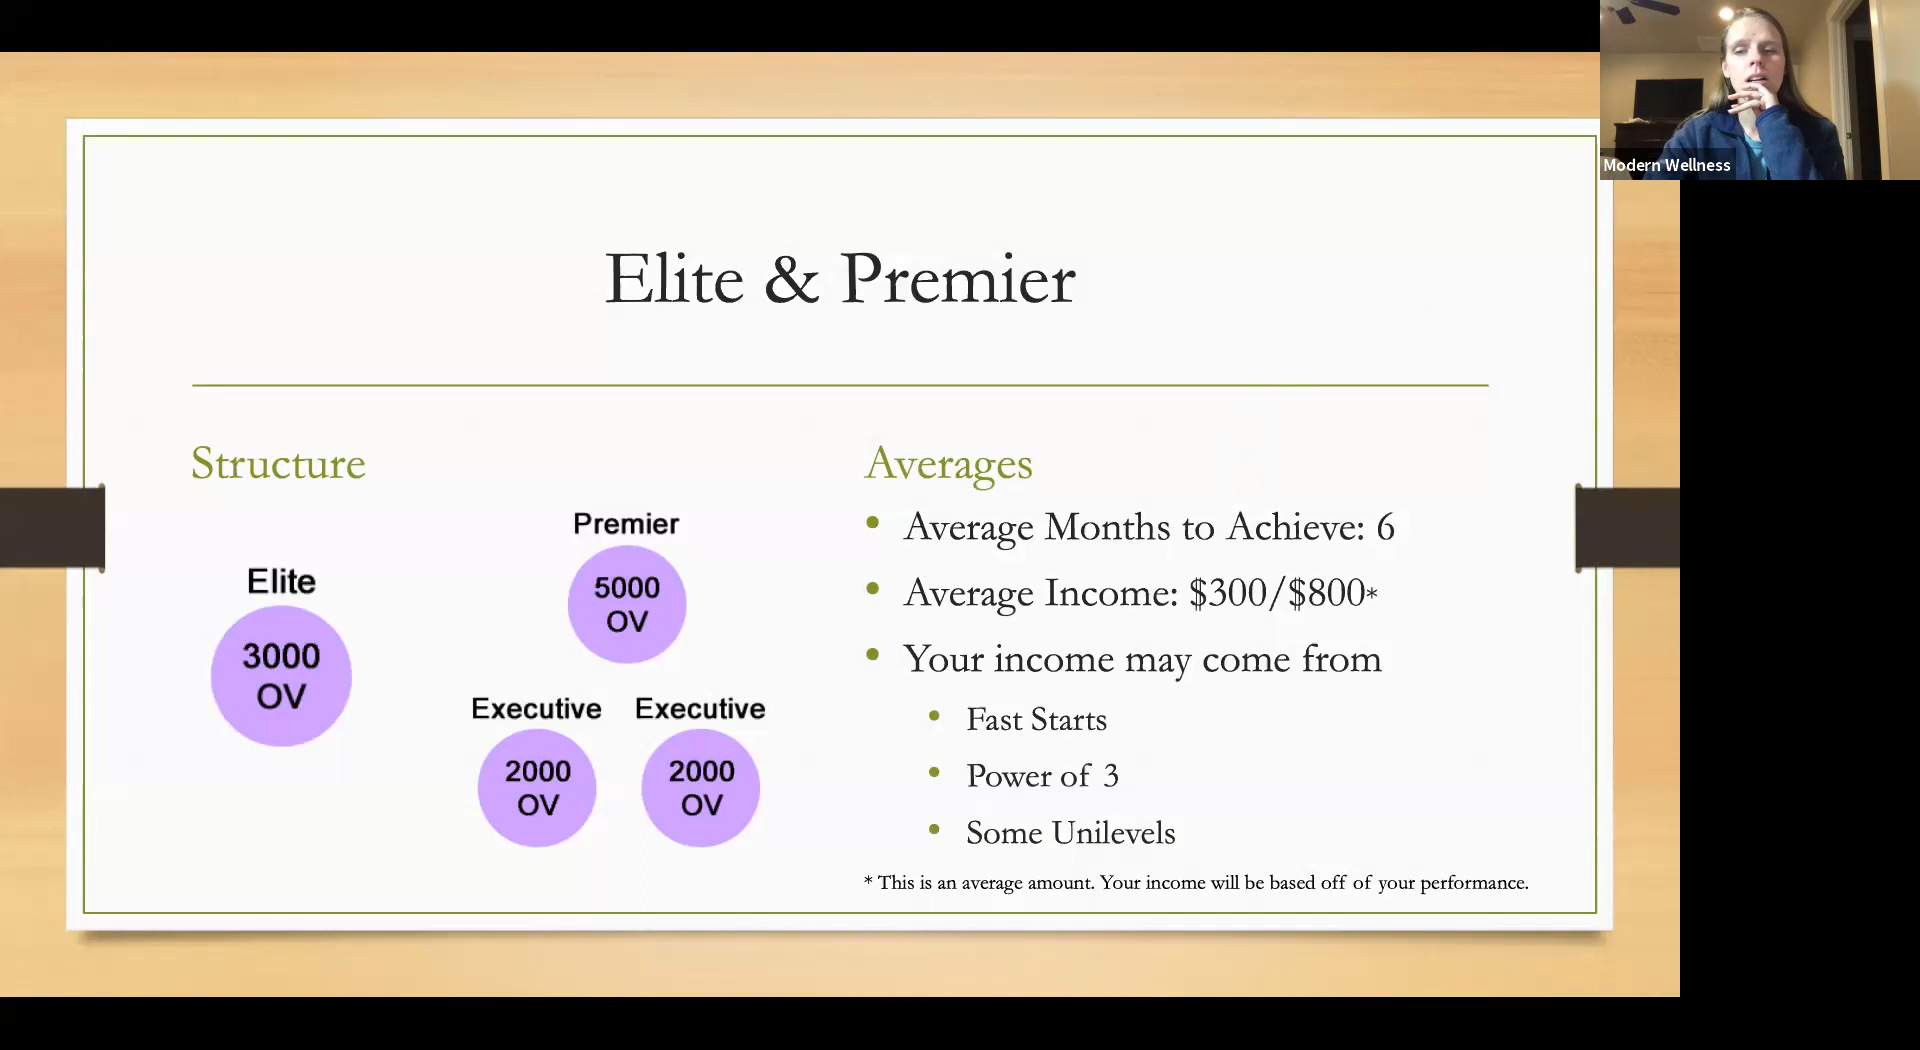 Modern Wellness
Elite & Premier
Structure
Elite
3000
OV
Premier
5000
OV
Executive
2000
OV
Executive
2000
OV
Averages
• Average Months to Achieve: 6
• Average Income: $300/$800*
• Your income may come from
• Fast Starts
• Power of 3
• Some Unilevels
* This is an average amount. Your income will be based off of your performance.